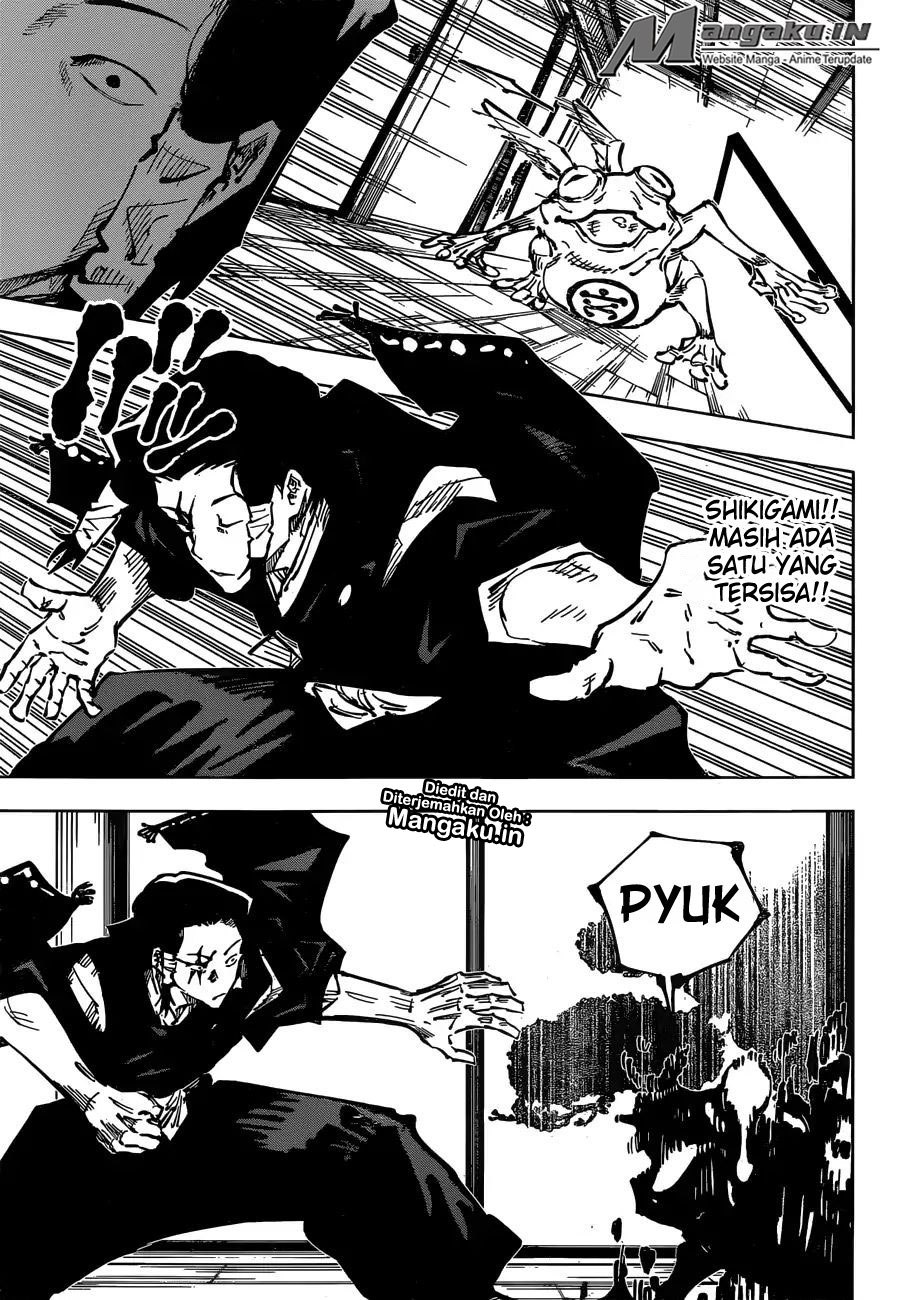 Mangaku.IN
Website Manga - Anime Terupdate
SHIKIGAMI!!
MASIH ADA
SATU YANG
TERSISA!!
Diedit dan
Diterjemahkan Oleh :
Mangaku.in
PYUK